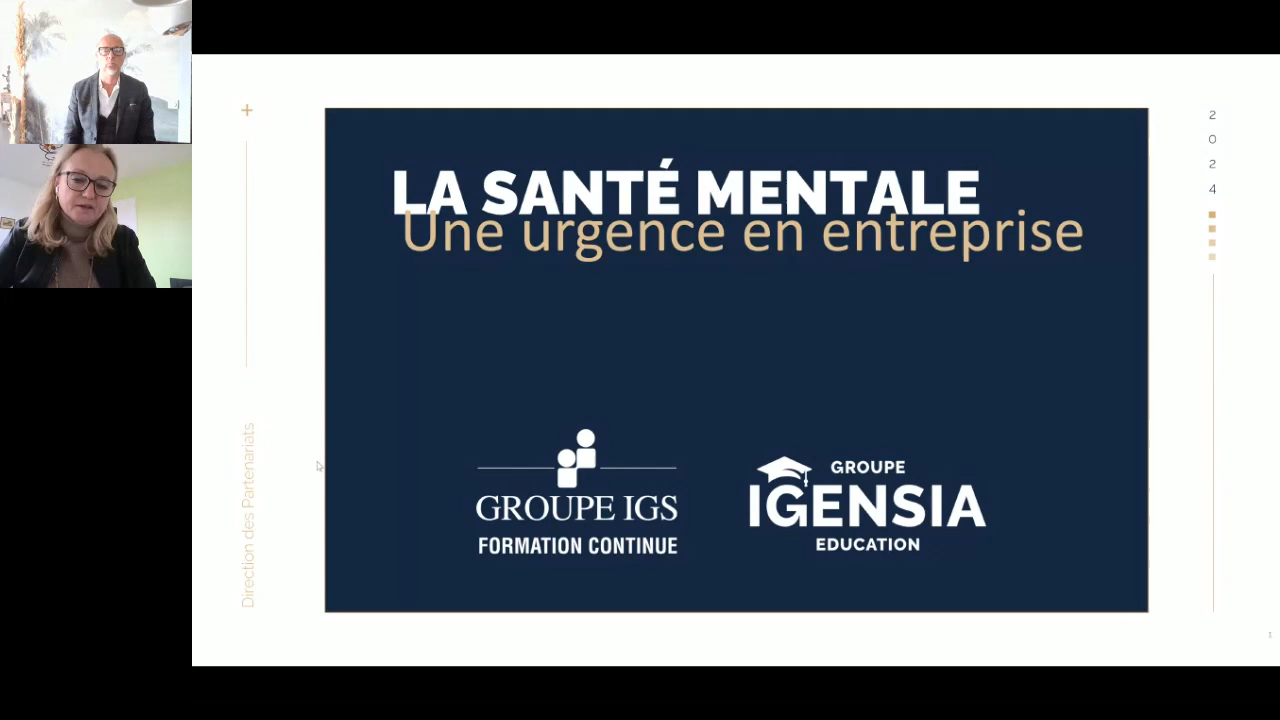 LA SANTÉ MENTALE
Une urgence en entreprise
GROUPE IGS
FORMATION CONTINUE
GROUPE
IGENSIA
EDUCATION
Direction des Partenariats
2
0
2
4
1